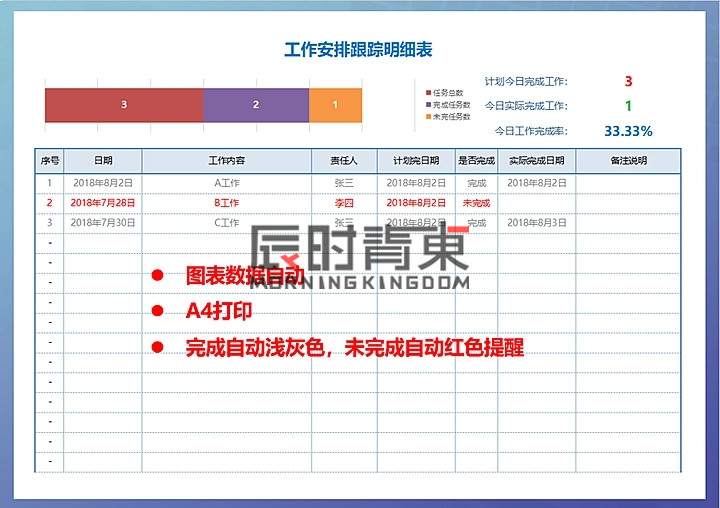 工作安排跟踪明细表
3 2 1
任务总数
完成任务数
未完任务数
计划今日完成工作： 3
今日实际完成工作： 1
今日工作完成率： 33.33%
序号 日期 工作内容 责任人 计划完日期 是否完成 实际完成日期 备注说明
1 2018年8月2日 A工作 张三 2018年8月2日 完成 2018年8月2日
2 2018年7月28日 B工作 李四 2018年8月2日 未完成
3 2018年7月30日 C工作 张三 2018年8月2日 完成 2018年8月3日
-
-
-
-
-
-
-
-
-
-
-
-
辰时青東
MORNINGKINGDOM
● 图表数据自动
● A4打印
● 完成自动浅灰色，未完成自动红色提醒